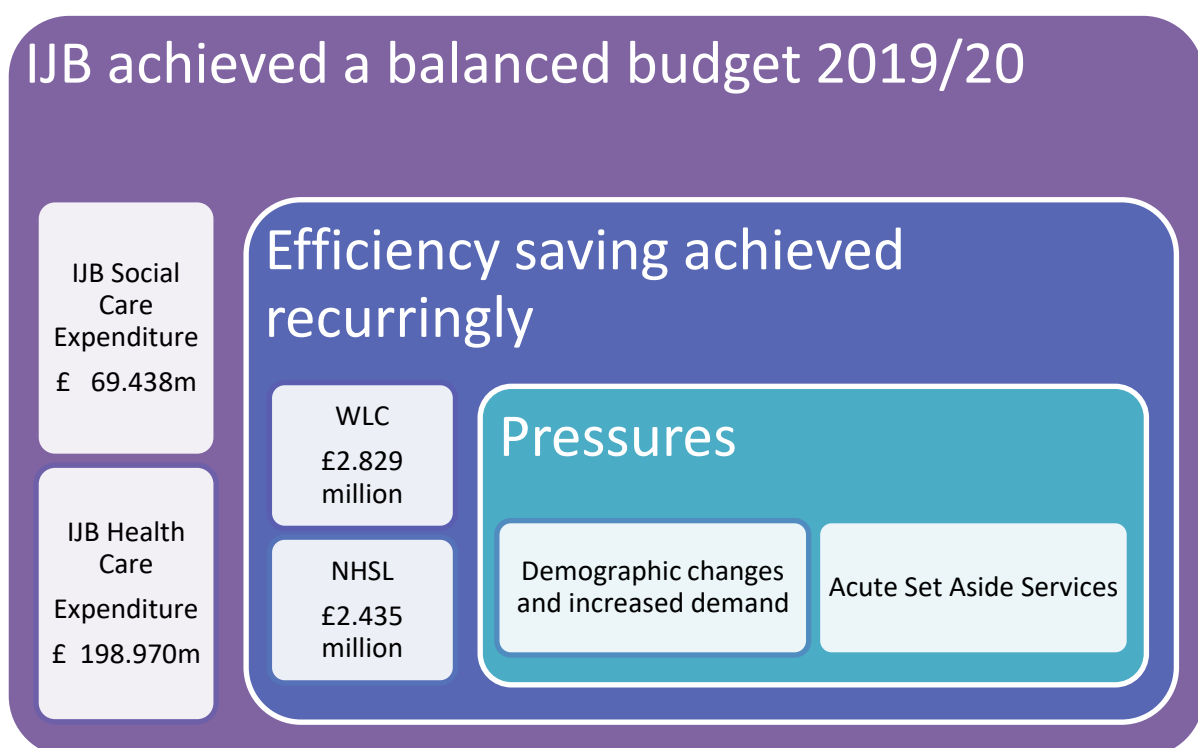 IJB achieved a balanced budget 2019/20
IJB Social
Care
Expenditure
£ 69.438m
IJB Health
Care
Expenditure
£ 198.970m
Efficiency saving achieved
recurringly
WLC
£2.829
million
NHSL
£2.435
million
Pressures
Demographic changes
and increased demand
Acute Set Aside Services